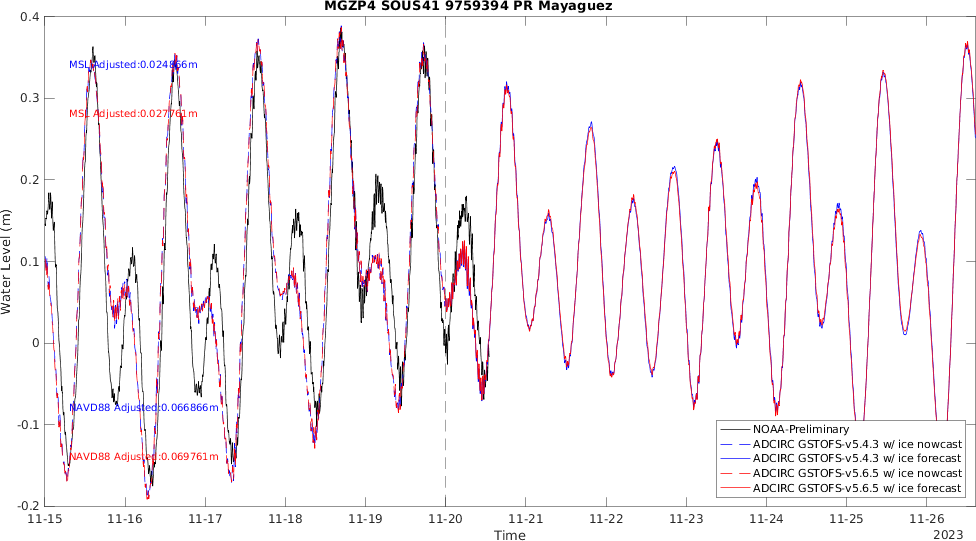 MGZP4 SOUS41 9759394 PR Mayaguez
Water Level (m)
0.4
0.3
0.2
0.1
0
-0.1
-0.2
MSL Adjusted:0.024866m
MSL Adjusted:0.027761m
NAVD88 Adjusted:0.066866m
NAVD88 Adjusted:0.069761m
NOAA-Preliminary
ADCIRC GSTOFS-v5.4.3 w/ ice nowcast
ADCIRC GSTOFS-v5.4.3 w/ ice forecast
ADCIRC GSTOFS-v5.6.5 w/ ice nowcast
ADCIRC GSTOFS-v5.6.5 w/ ice forecast
11-15 11-16 11-17 11-18 11-19 11-20 11-21 11-22 11-23 11-24 11-25 11-26
Time
2023